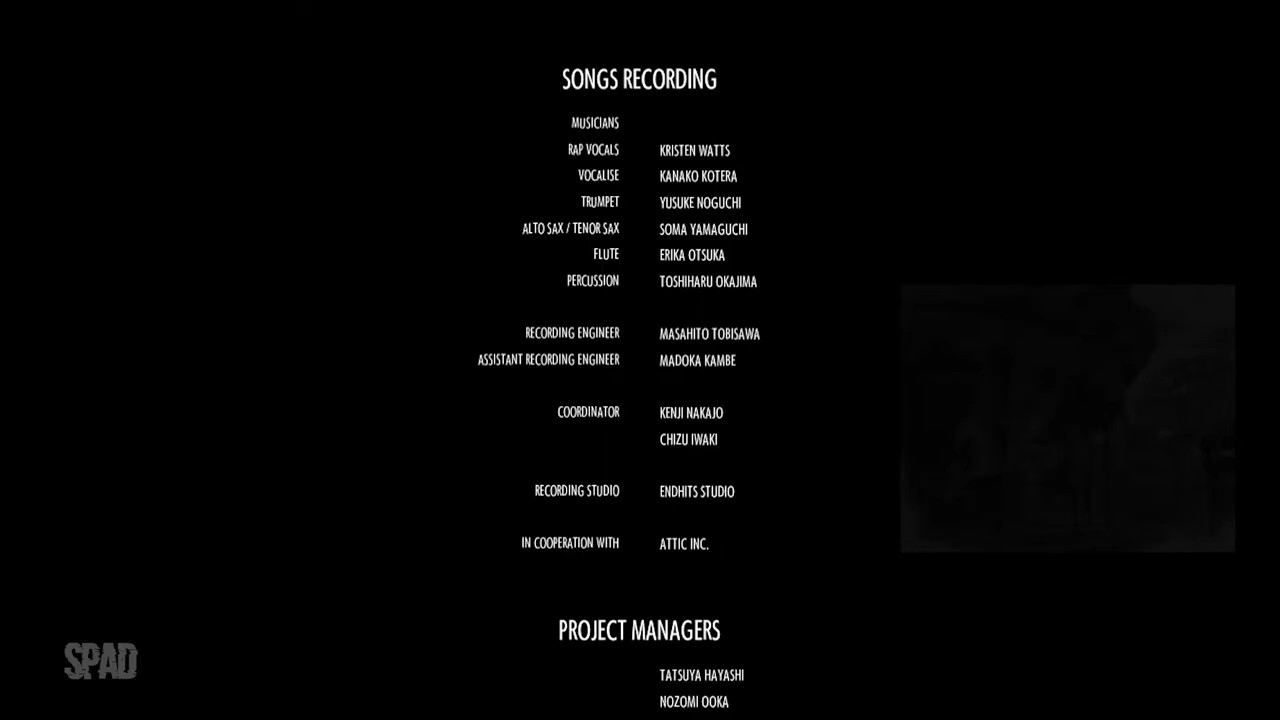 SONGS RECORDING
MUSICIANS
RAP VOCALS KRISTEN WATTS
VOCALISE KANAKO KOTERA
TRUMPET YUSUKE NOGUCHI
ALTO SAX / TENOR SAX SOMA YAMAGUCHI
FLUTE ERIKA OTSUKA
PERCUSSION TOSHIHARU OKAJIMA
RECORDING ENGINEER MASAHITO TOBISAWA
ASSISTANT RECORDING ENGINEER MADOKA KAMBE
COORDINATOR KENJI NAKAJO
CHIZU IWAKI
RECORDING STUDIO ENDHITS STUDIO
IN COOPERATION WITH ATTIC INC.
PROJECT MANAGERS
TATSUYA HAYASHI
NOZOMI OOKA
SPAD